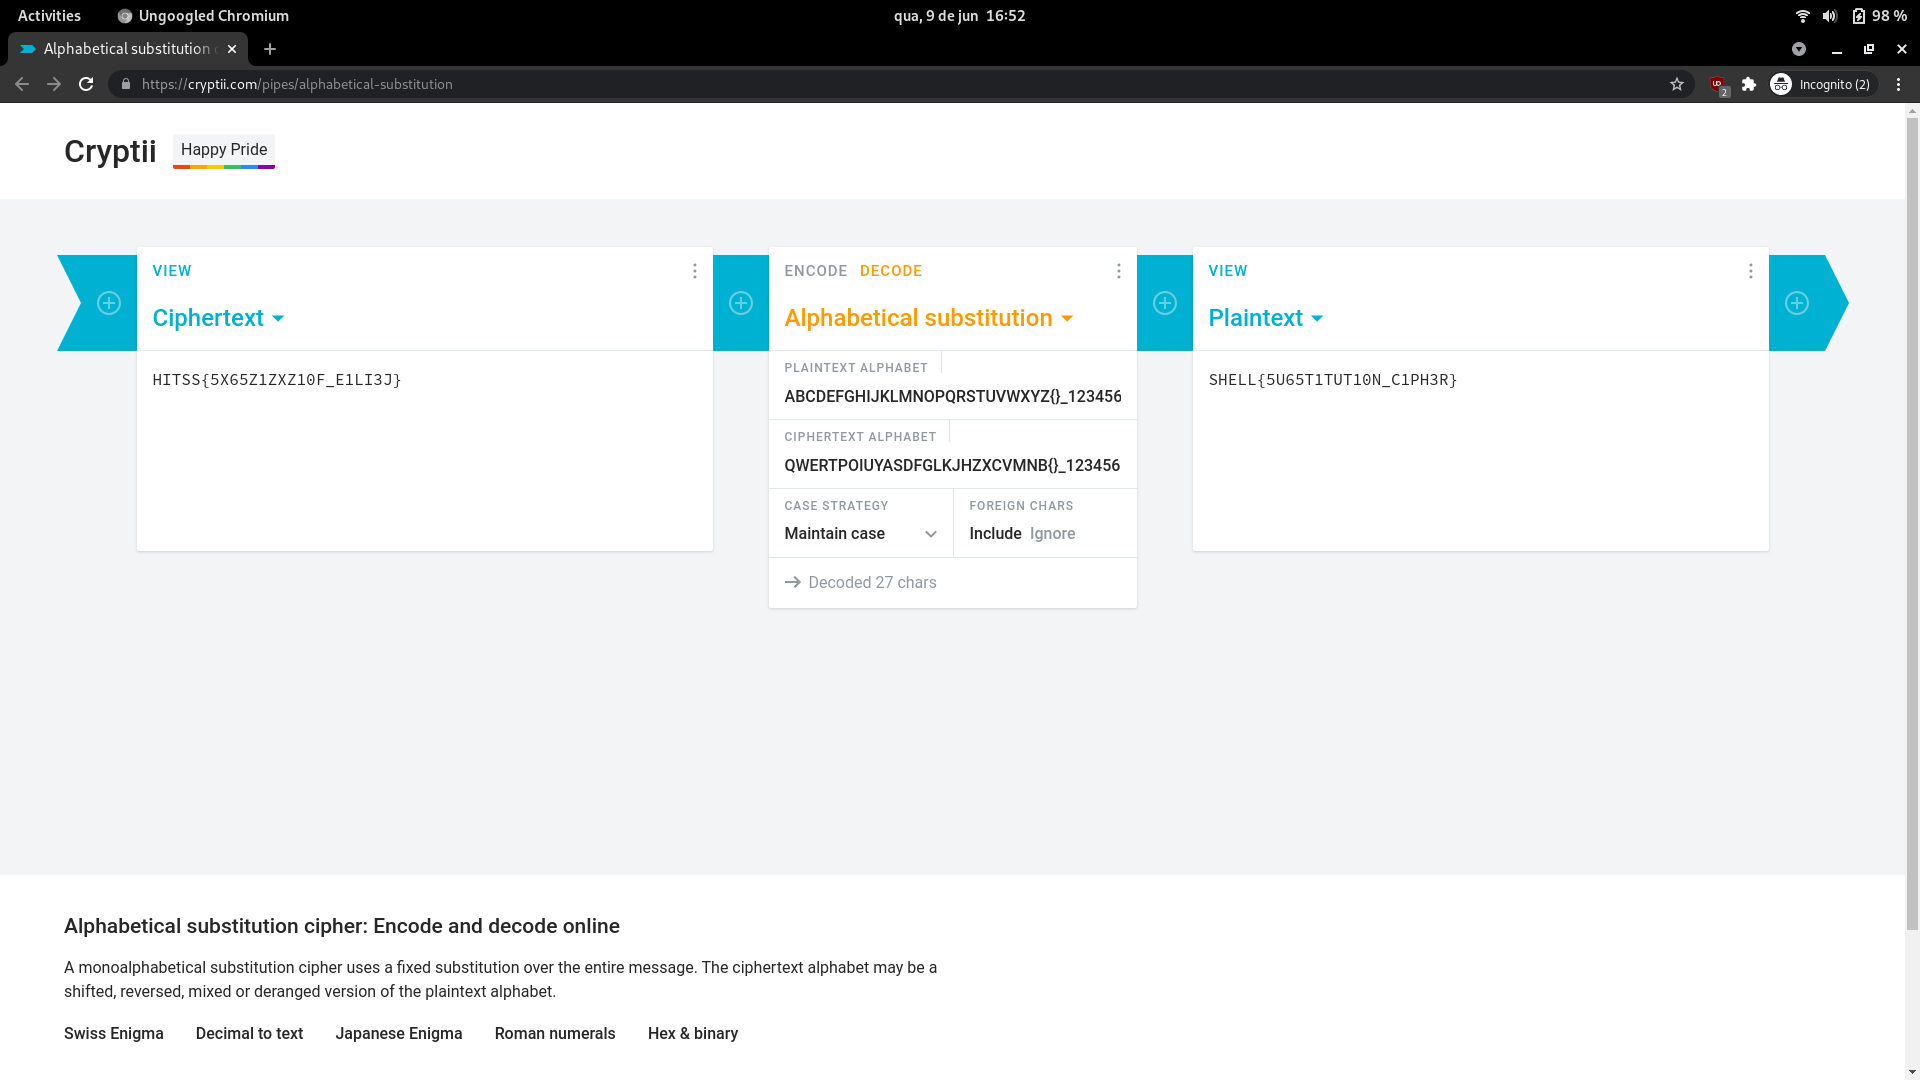 Activities
Ungoogled Chromium
qua, 9 de jun 16:52
98 %
Alphabetical substitution
https://cryptii.com/pipes/alphabetical-substitution
2
Incognito (2)
Cryptii
Happy Pride
VIEW
Ciphertext
HITSS{5X65Z1ZXZ10F_E1LI3J}
ENCODE DECODE
Alphabetical substitution
PLAINTEXT ALPHABET
ABCDEFGHIJKLMNOPQRSTUVWXYZ{}_123456
CIPHERTEXT ALPHABET
QWERTPOIUYASDFGLKJHZXCVMNB{}_123456
CASE STRATEGY
Maintain case
FOREIGN CHARS
Include Ignore
Decoded 27 chars
VIEW
Plaintext
SHELL{5U65T1TUT10N_C1PH3R}
Alphabetical substitution cipher: Encode and decode online
A monoalphabetical substitution cipher uses a fixed substitution over the entire message. The ciphertext alphabet may be a
shifted, reversed, mixed or deranged version of the plaintext alphabet.
Swiss Enigma Decimal to text Japanese Enigma Roman numerals Hex & binary